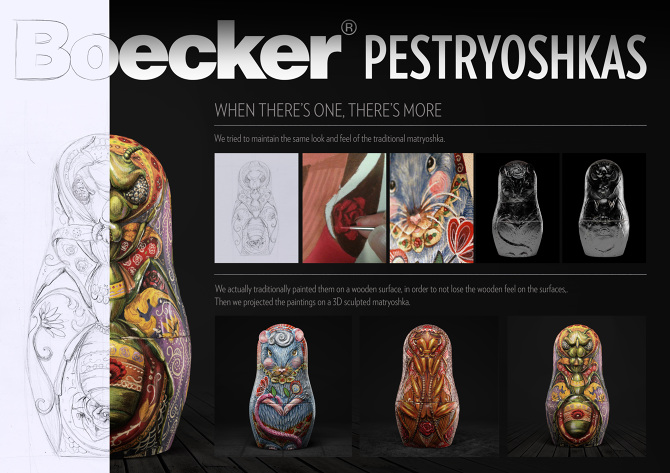 Boecker®
PESTRYOSHKAS
WHEN THERE'S ONE, THERE'S MORE
We tried to maintain the same look and feel of the traditional matryoshka.
We actually traditionally painted them on a wooden surface, in order to not lose the wooden feel on the surfaces,.
Then we projected the paintings on a 3D sculpted matryoshka.